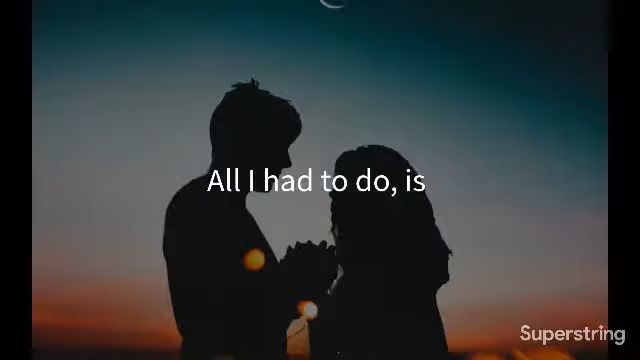 All I had to do, is
Superstring